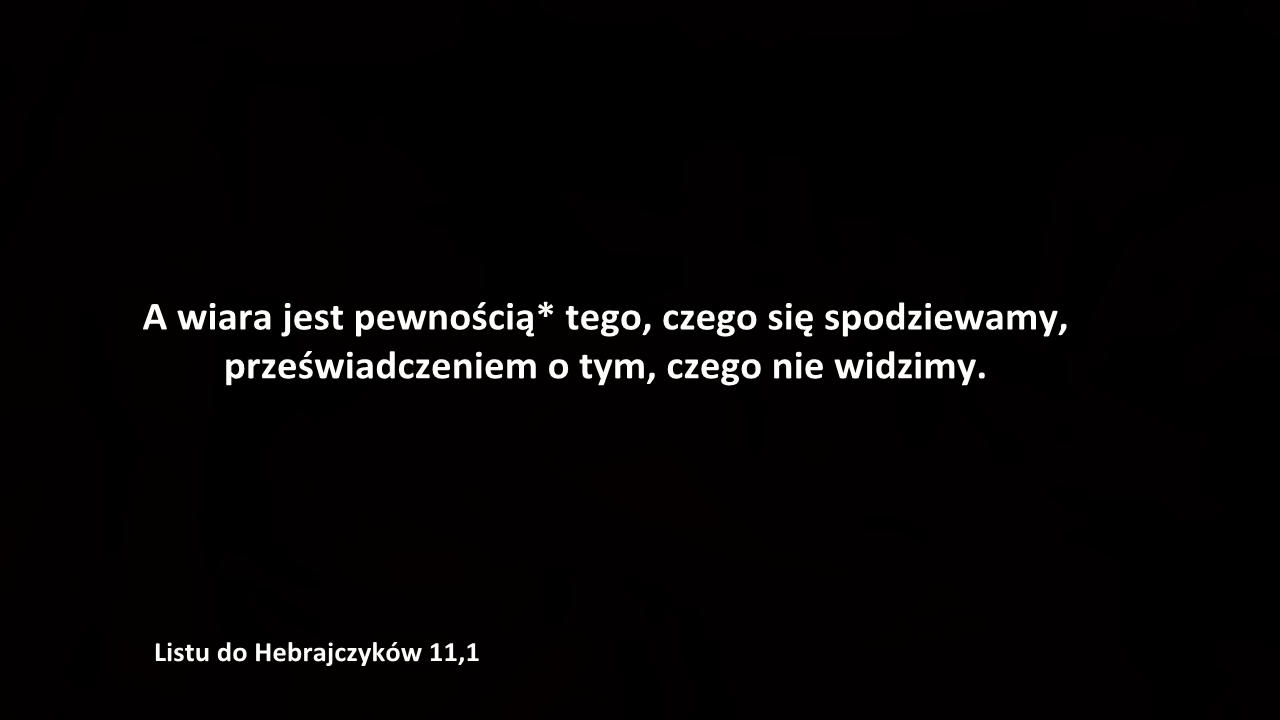 A wiara jest pewnością* tego, czego się spodziewamy,
przeświadczeniem o tym, czego nie widzimy.
Listu do Hebrajczyków 11,1